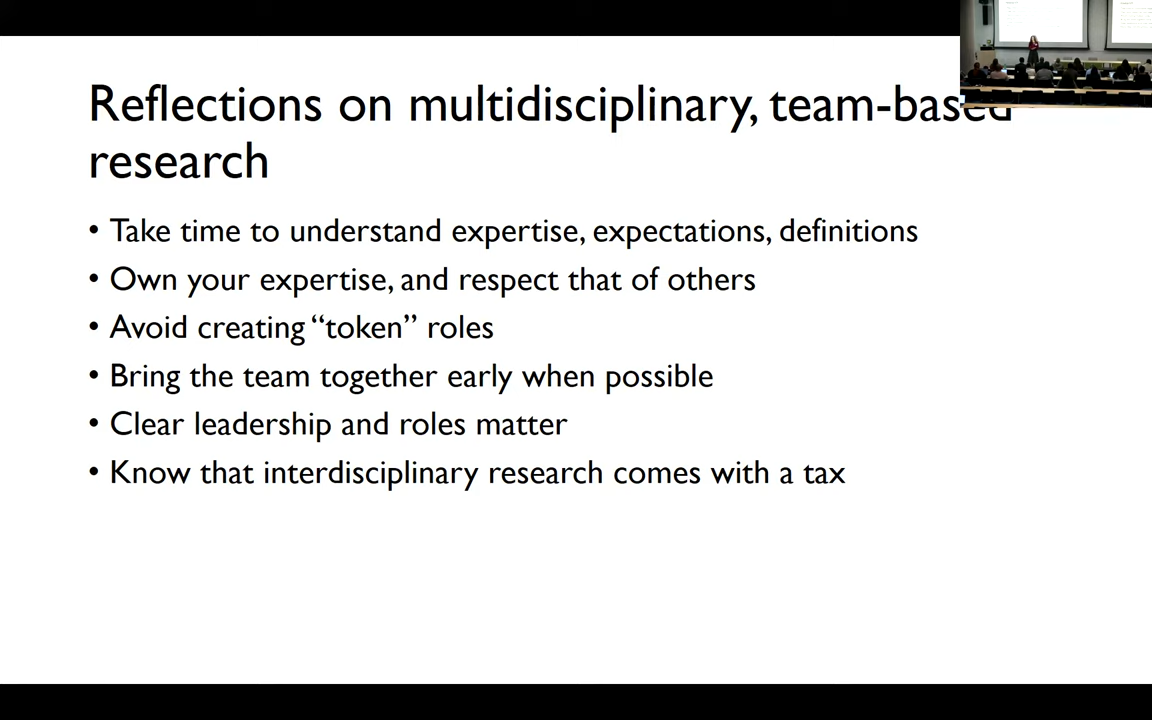 Reflections on multidisciplinary, team-based
research
• Take time to understand expertise, expectations, definitions
• Own your expertise, and respect that of others
• Avoid creating “token” roles
• Bring the team together early when possible
• Clear leadership and roles matter
• Know that interdisciplinary research comes with a tax